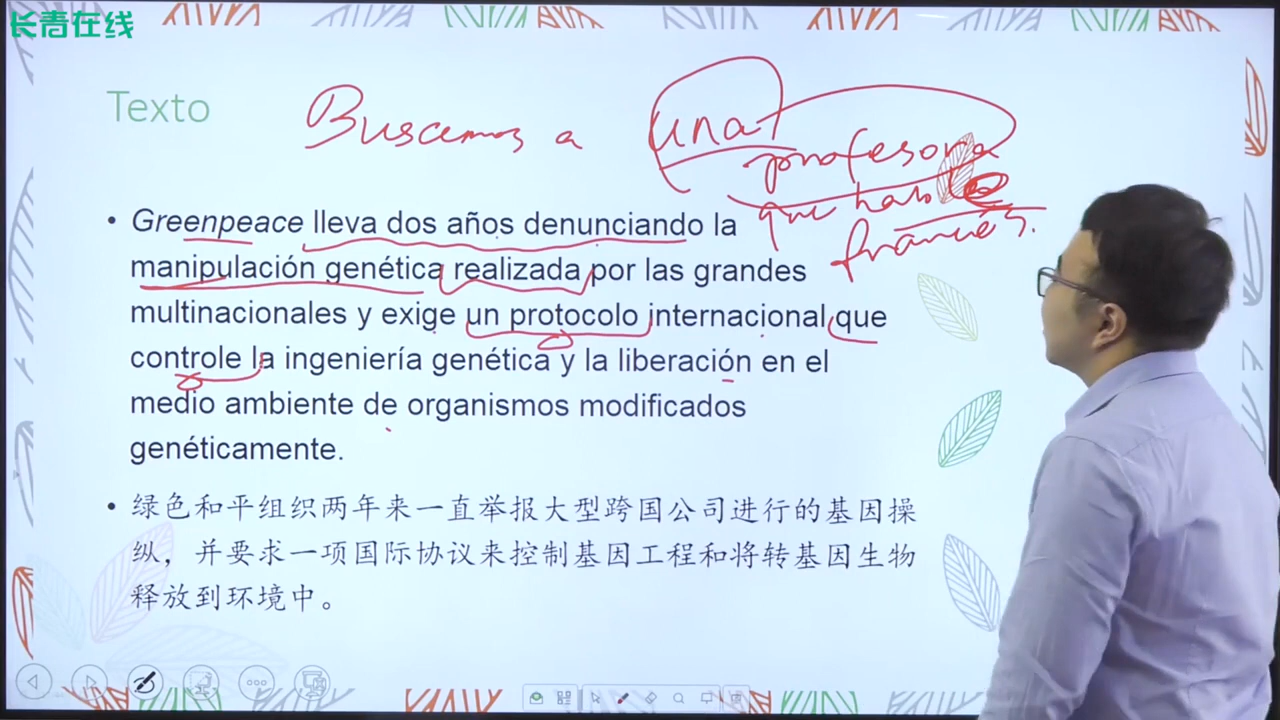 长青在线
Texto
Buscamos a una
profesora
que
francés.
• Greenpeace lleva dos años denunciando la
manipulación genética realizada por las grandes
multinacionales y exige un protocolo internacional que
controle la ingeniería genética y la liberación en el
medio ambiente de organismos modificados
genéticamente.
• 绿色和平组织两年来一直举报大型跨国公司进行的基因操
纵，并要求一项国际协议来控制基因工程和将转基因生物
释放到环境中。